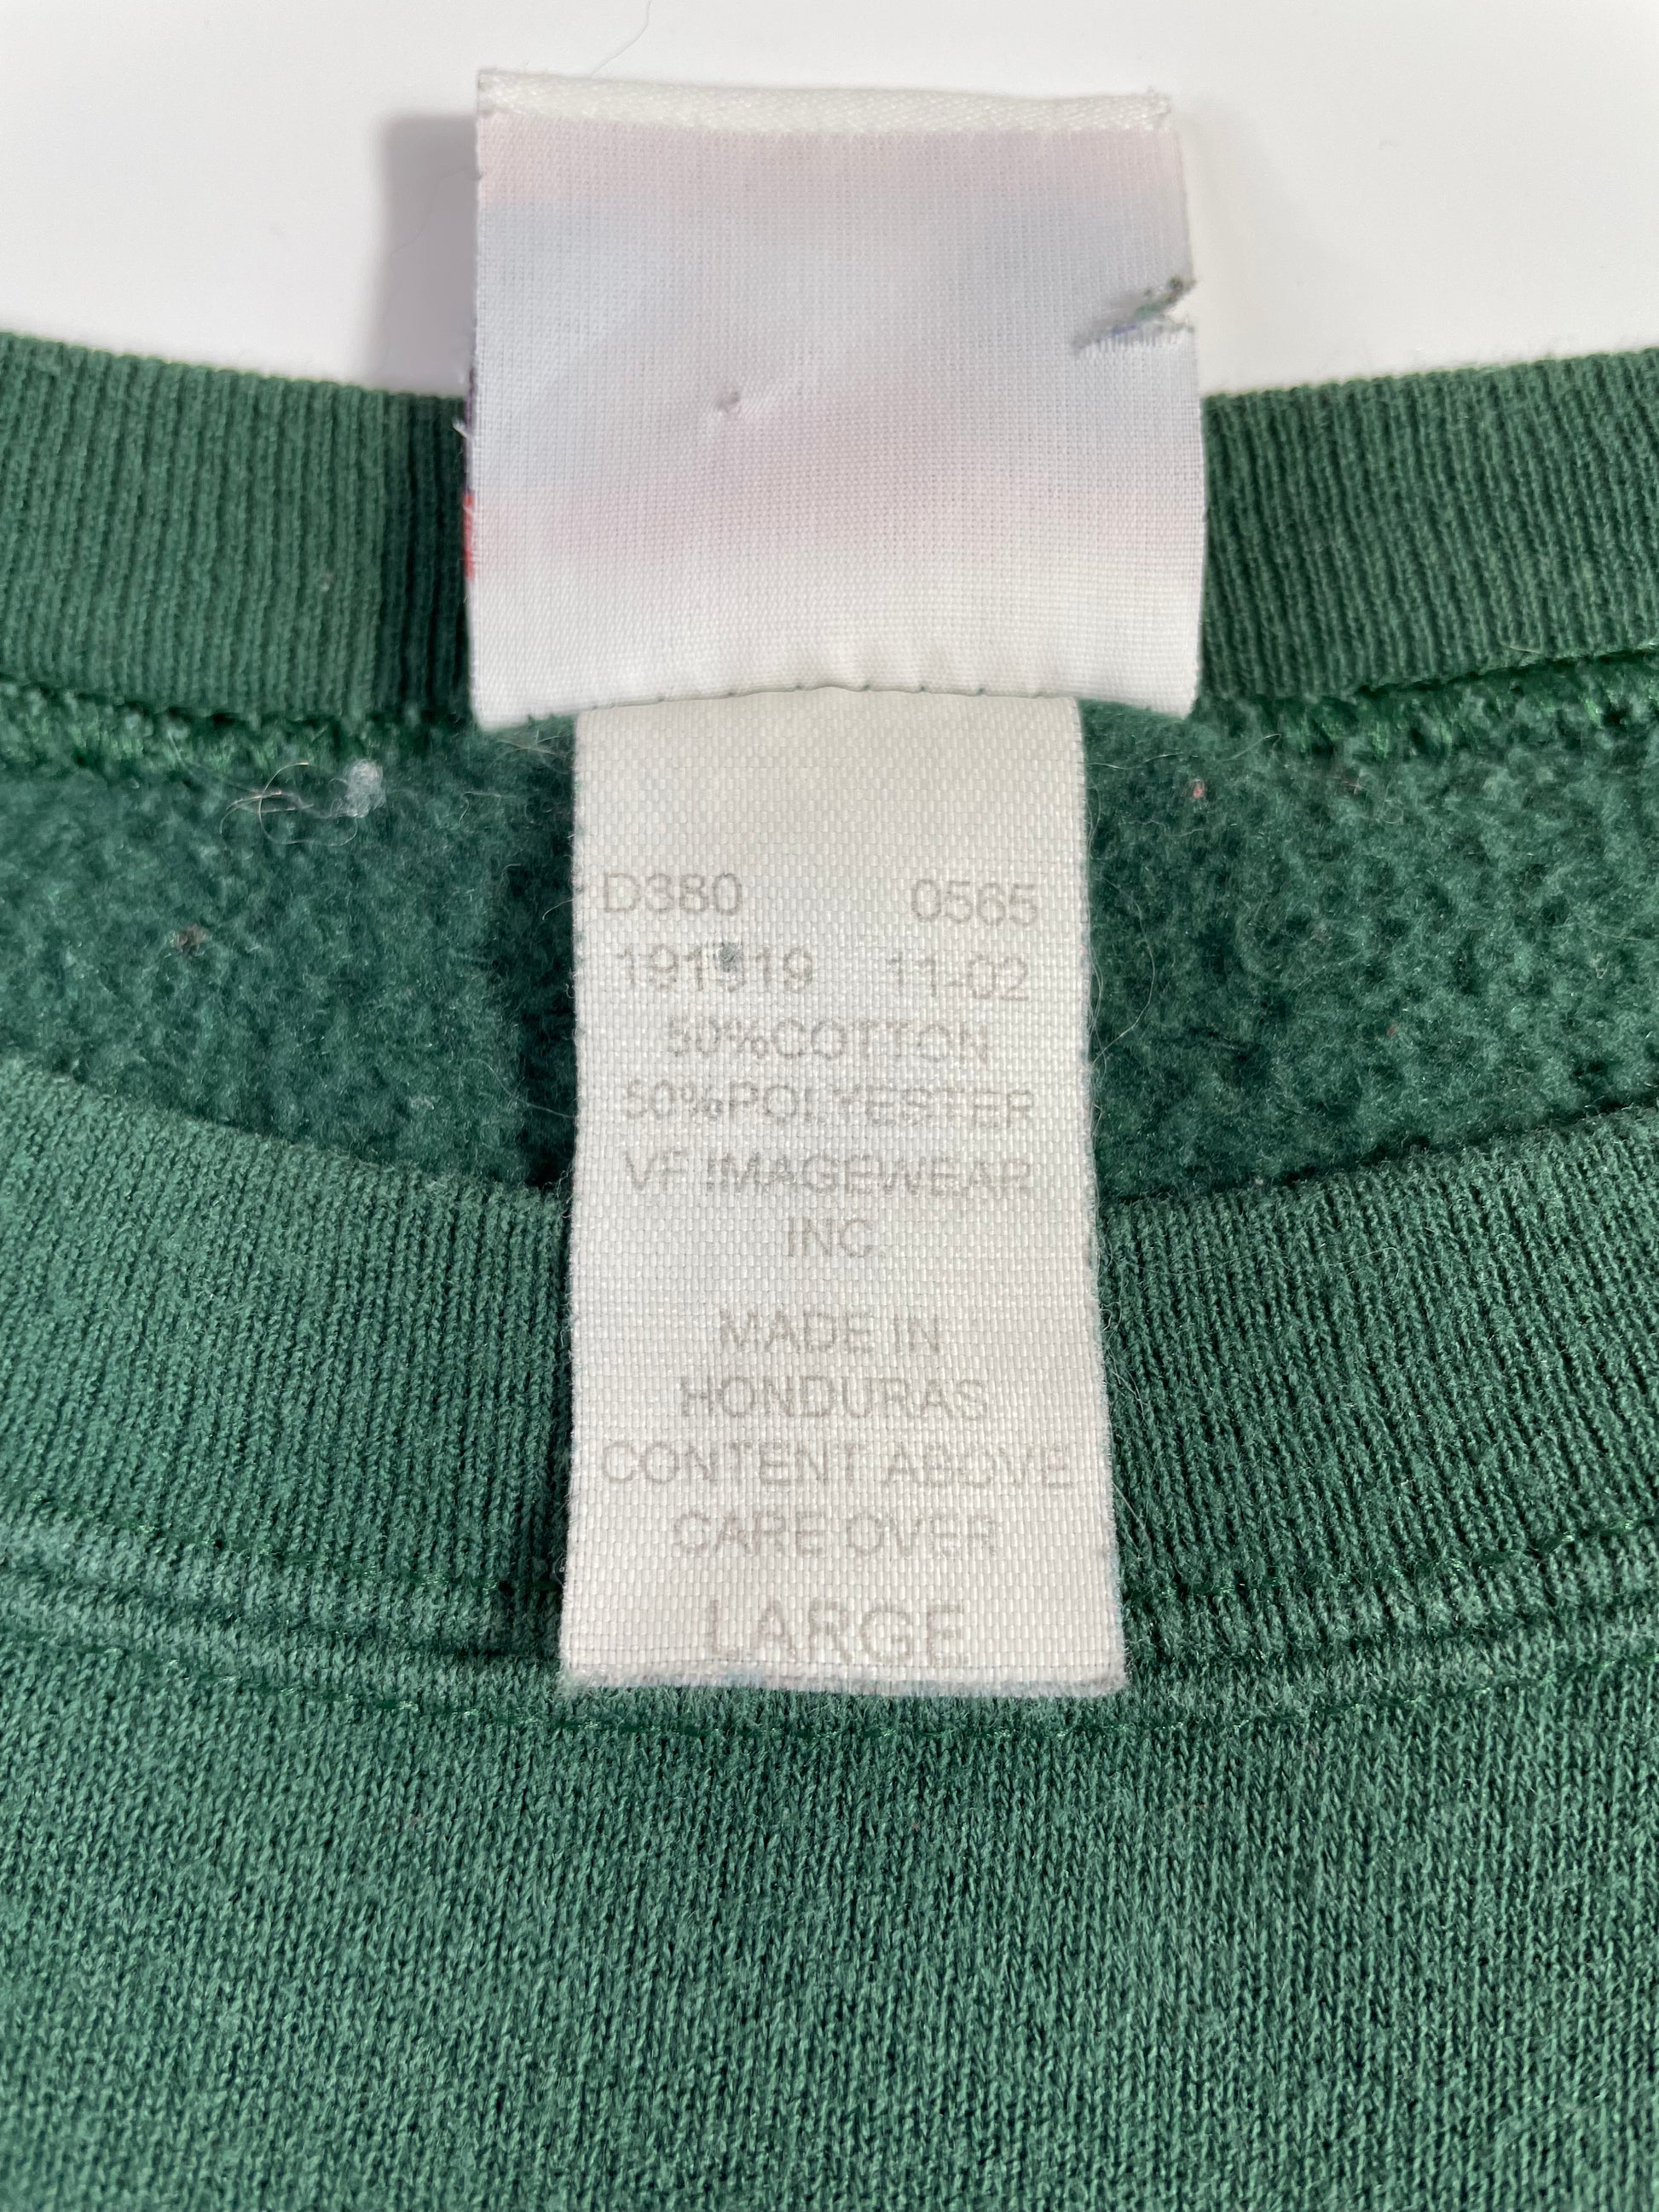 D380 0565
11-02
50%COTTON
50%POLYESTER
VF IMAGEWEAR
INC.
MADE IN
HONDURAS
CONTENT ABOVE
CARE OVER
LARGE